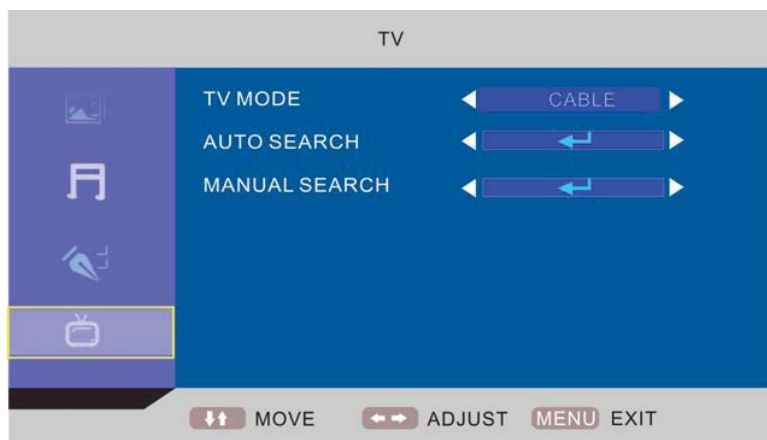 TV
TV MODE CABLE
AUTO SEARCH
MANUAL SEARCH
MOVE ADJUST MENU EXIT